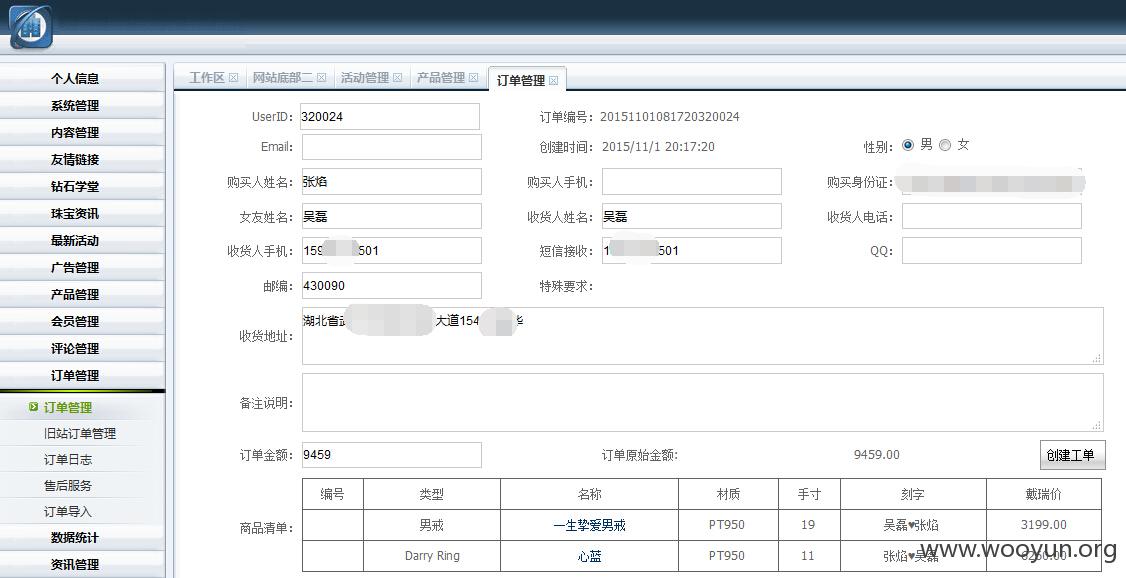 个人信息
系统管理
内容管理
友情链接
钻石学堂
珠宝资讯
最新活动
广告管理
产品管理
会员管理
评论管理
订单管理
订单管理
旧站订单管理
订单日志
售后服务
订单导入
数据统计
资讯管理
工作区 网站底部二 活动管理 产品管理 订单管理
UserID: 320024 订单编号: 20151101081720320024
Email: 创建时间: 2015/11/1 20:17:20 性别: 男 女
购买人姓名: 张焰 购买人手机: 购买身份证:
女友姓名: 吴磊 收货人姓名: 吴磊 收货人电话:
收货人手机: 159 501 短信接收: 1 501 QQ:
邮编: 430090 特殊要求:
收货地址: 湖北省 大道154
备注说明:
订单金额: 9459 订单原始金额: 9459.00 创建工单
商品清单:
编号 类型 名称 材质 手寸 刻字 戴瑞价
男戒 一生挚爱男戒 PT950 19 吴磊♥张焰 3199.00
Darry Ring 心蓝 PT950 11 张焰♥吴磊 6260.00
www.wooyun.org